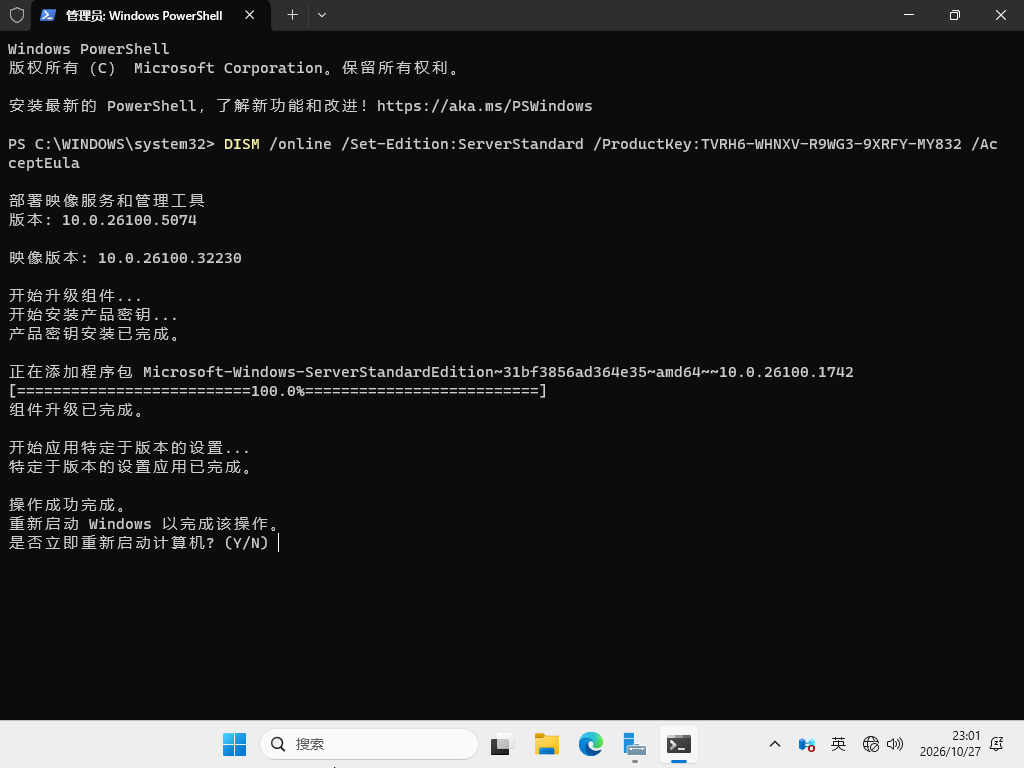 管理员: Windows PowerShell
Windows PowerShell
版权所有 (C) Microsoft Corporation。保留所有权利。
安装最新的 PowerShell，了解新功能和改进！https://aka.ms/PSWindows
PS C:\WINDOWS\system32> DISM /online /Set-Edition:ServerStandard /ProductKey:TVRH6-WHNXV-R9WG3-9XRFY-MY832 /Ac
ceptEula
部署映像服务和管理工具
版本: 10.0.26100.5074
映像版本: 10.0.26100.32230
开始升级组件...
开始安装产品密钥...
产品密钥安装已完成。
正在添加程序包 Microsoft-Windows-ServerStandardEdition~31bf3856ad364e35~amd64~~10.0.26100.1742
[==========================100.0%==========================]
组件升级已完成。
开始应用特定于版本的设置...
特定于版本的设置应用已完成。
操作成功完成。
重新启动 Windows 以完成该操作。
是否立即重新启动计算机? (Y/N)
搜索
英
23:01
2026/10/27